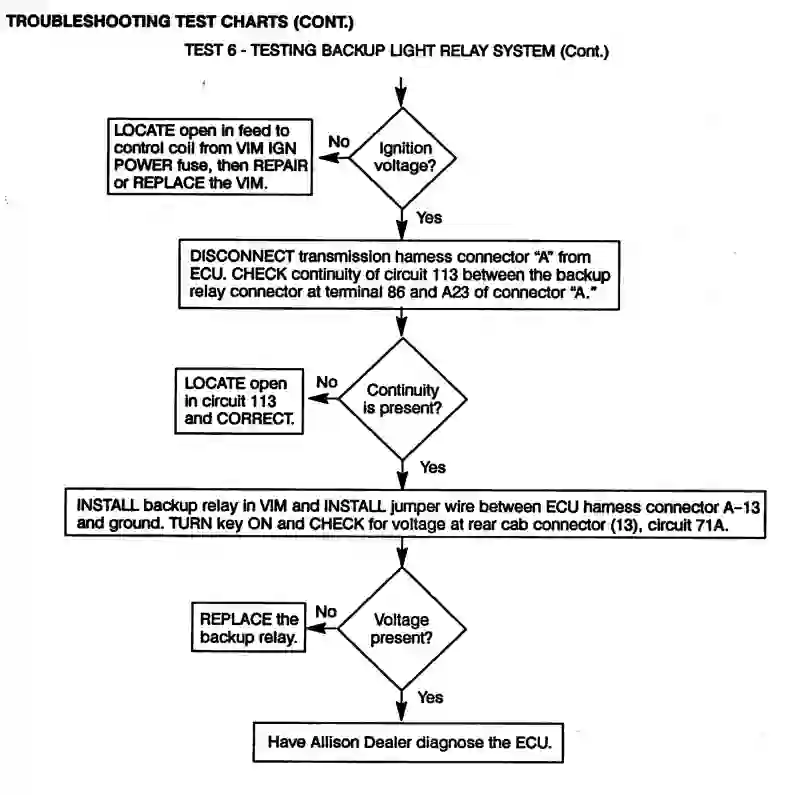 TROUBLESHOOTING TEST CHARTS (CONT.)
TEST 6 - TESTING BACKUP LIGHT RELAY SYSTEM (Cont.)
LOCATE open in feed to
control coil from VIM IGN
POWER fuse, then REPAIR
or REPLACE the VIM.
No
Ignition
voltage?
Yes
DISCONNECT transmission harness connector “A” from
ECU. CHECK continuity of circuit 113 between the backup
relay connector at terminal 86 and A23 of connector “A.”
LOCATE open
in circuit 113
and CORRECT.
No
Continuity
is present?
Yes
INSTALL backup relay in VIM and INSTALL jumper wire between ECU harness connector A–13
and ground. TURN key ON and CHECK for voltage at rear cab connector (13), circuit 71A.
REPLACE the
backup relay.
No
Voltage
present?
Yes
Have Allison Dealer diagnose the ECU.